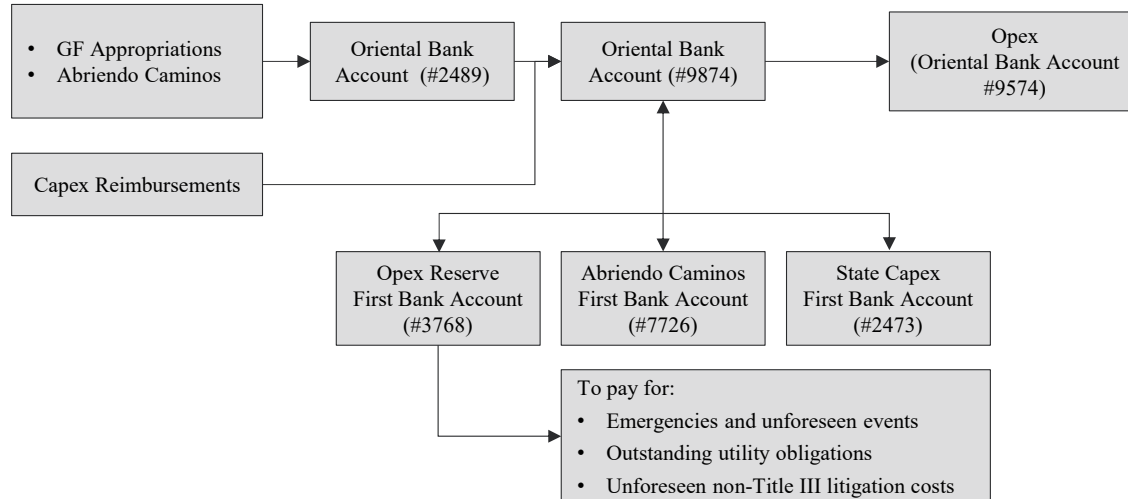 • GF Appropriations
• Abriendo Caminos
Oriental Bank
Account (#2489)
Oriental Bank
Account (#9874)
Opex
(Oriental Bank Account
#9574)
Capex Reimbursements
Opex Reserve
First Bank Account
(#3768)
Abriendo Caminos
First Bank Account
(#7726)
State Capex
First Bank Account
(#2473)
To pay for:
• Emergencies and unforeseen events
• Outstanding utility obligations
• Unforeseen non-Title III litigation costs